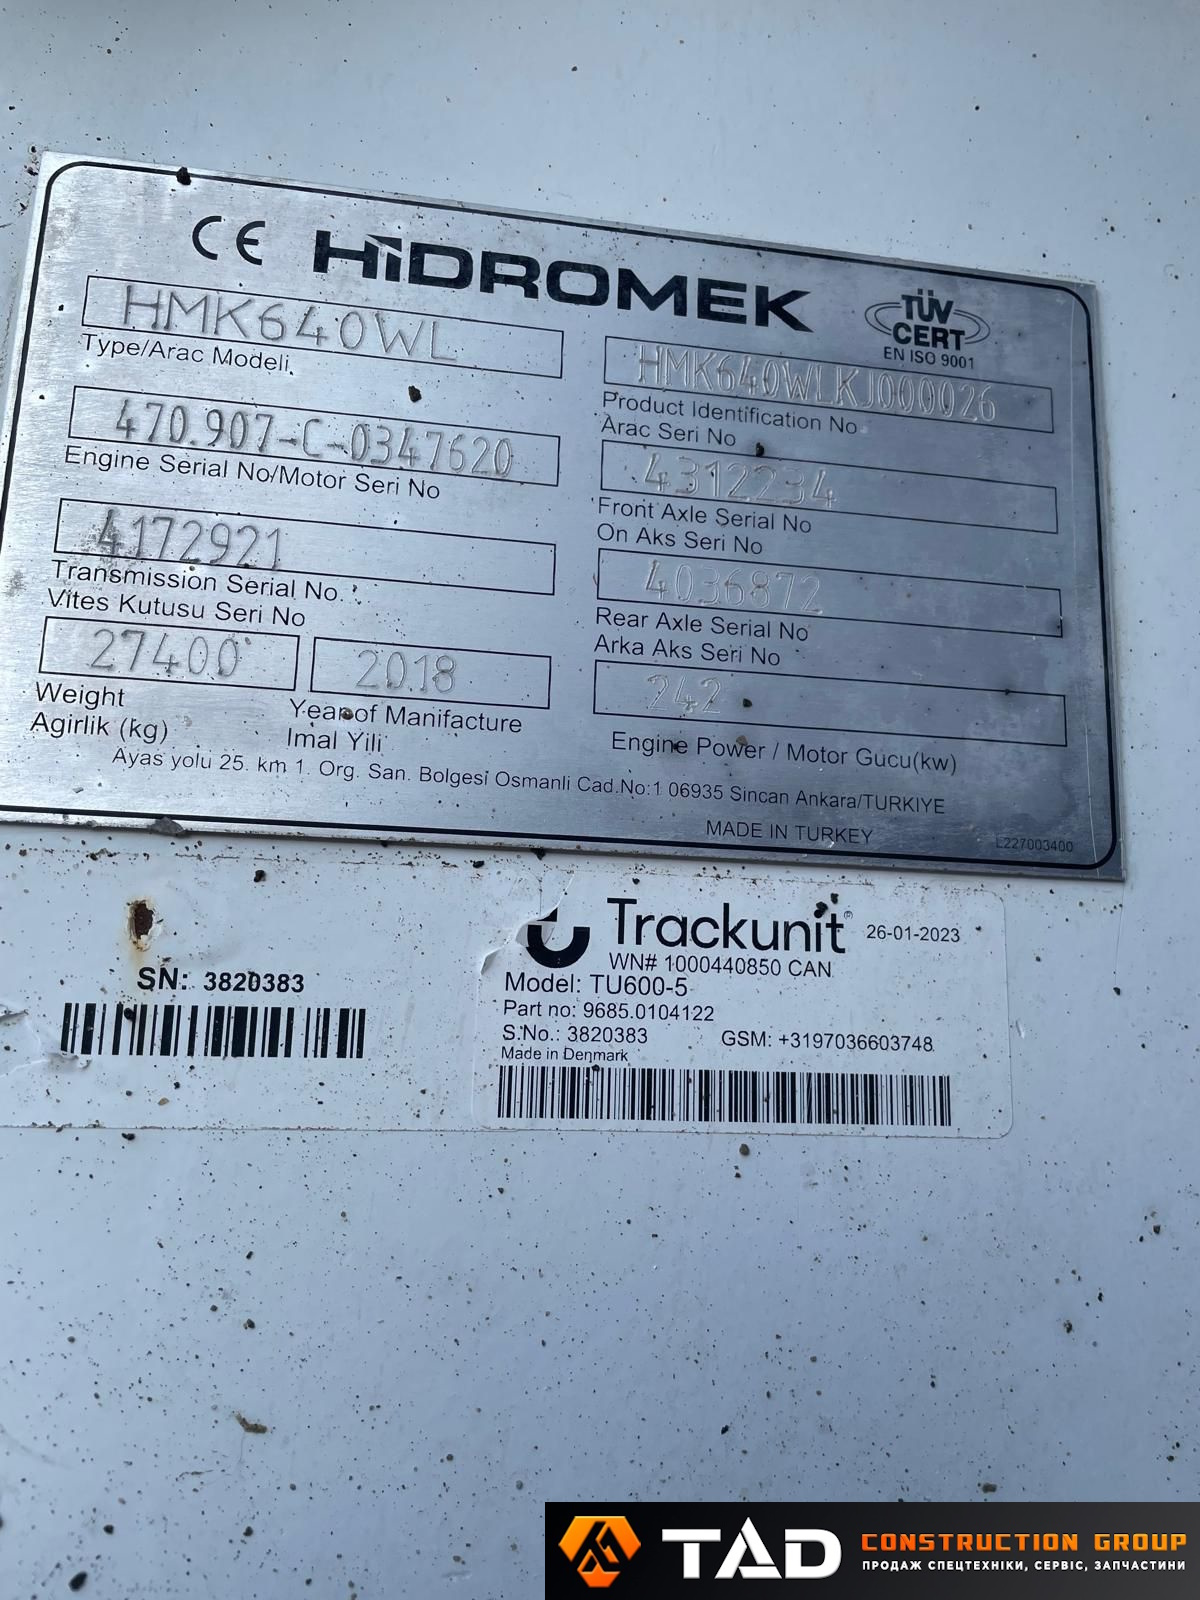 CE HİDROMEK
TÜV
CERT
EN ISO 9001
HMK640WL
Type/Arac Modeli
HMK640WLKJ000026
Product Identification No
Arac Seri No
470.907-C-0347620
Engine Serial No/Motor Seri No
4312234
Front Axle Serial No
On Aks Seri No
4172921
Transmission Serial No.
Vites Kutusu Seri No
4036872
Rear Axle Serial No
Arka Aks Seri No
27400
Weight
Agirlik (kg)
2018
Year of Manifacture
Imal Yili
242
Engine Power / Motor Gucu(kw)
Ayas yolu 25. km 1. Org. San. Bolgesi Osmanli Cad.No:1 06935 Sincan Ankara/TURKIYE
MADE IN TURKEY
L227003400
SN: 3820383
Trackunit® 26-01-2023
WN# 1000440850 CAN
Model: TU600-5
Part no: 9685.0104122
S.No.: 3820383 GSM: +3197036603748
Made in Denmark
TAD CONSTRUCTION GROUP
ПРОДАЖ СПЕЦТЕХНІКИ, СЕРВІС, ЗАПЧАСТИНИ